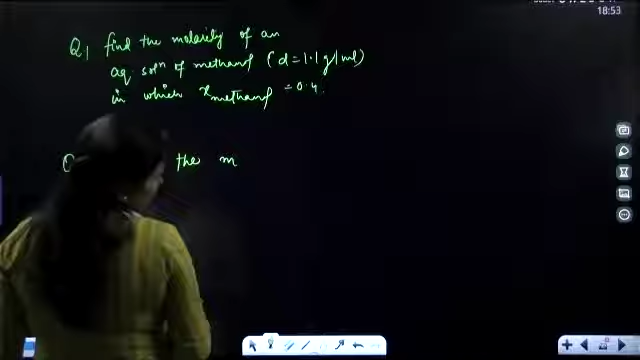 18:53
Q1 find the molarity of an
aq. solⁿ of methanol (d = 1.1 g/ml)
in which x methanol = 0.4.
the m